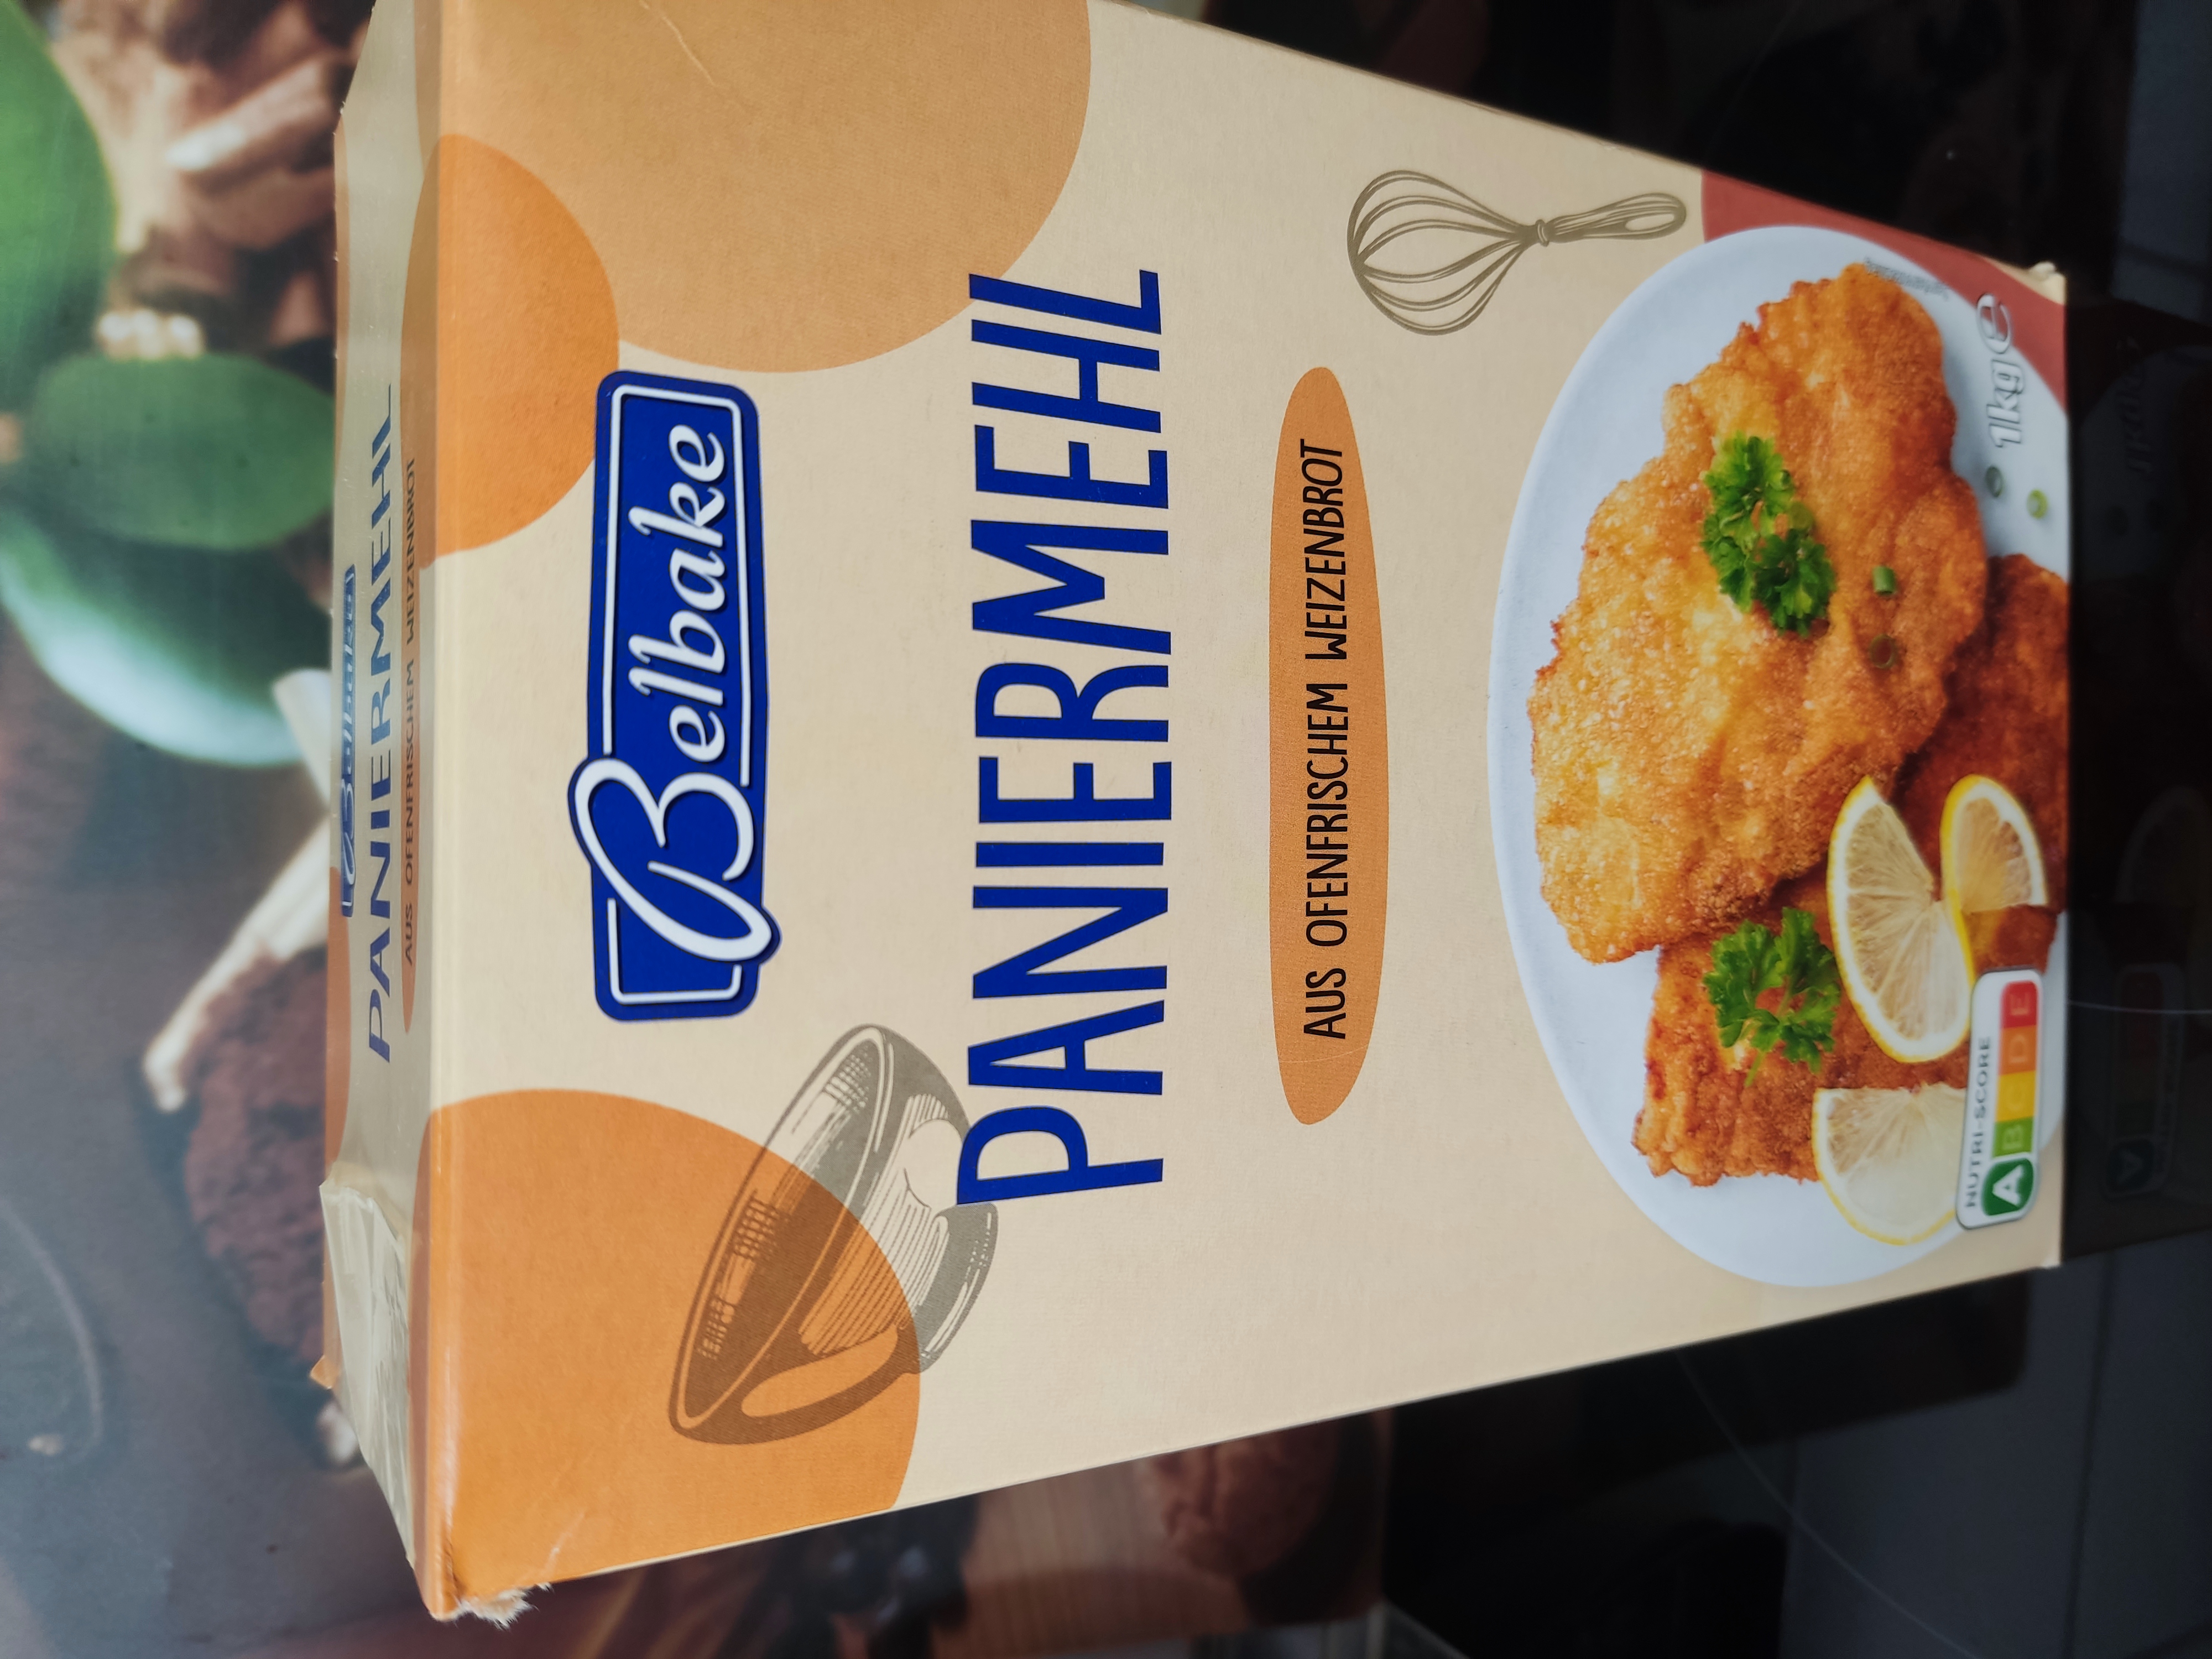 Belbake
PANIERMEHL
AUS OFENFRISCHEM WEIZENBROT
Belbake
PANIERMEHL
AUS OFENFRISCHEM WEIZENBROT
1kg e
NUTRI-SCORE
A B C D E